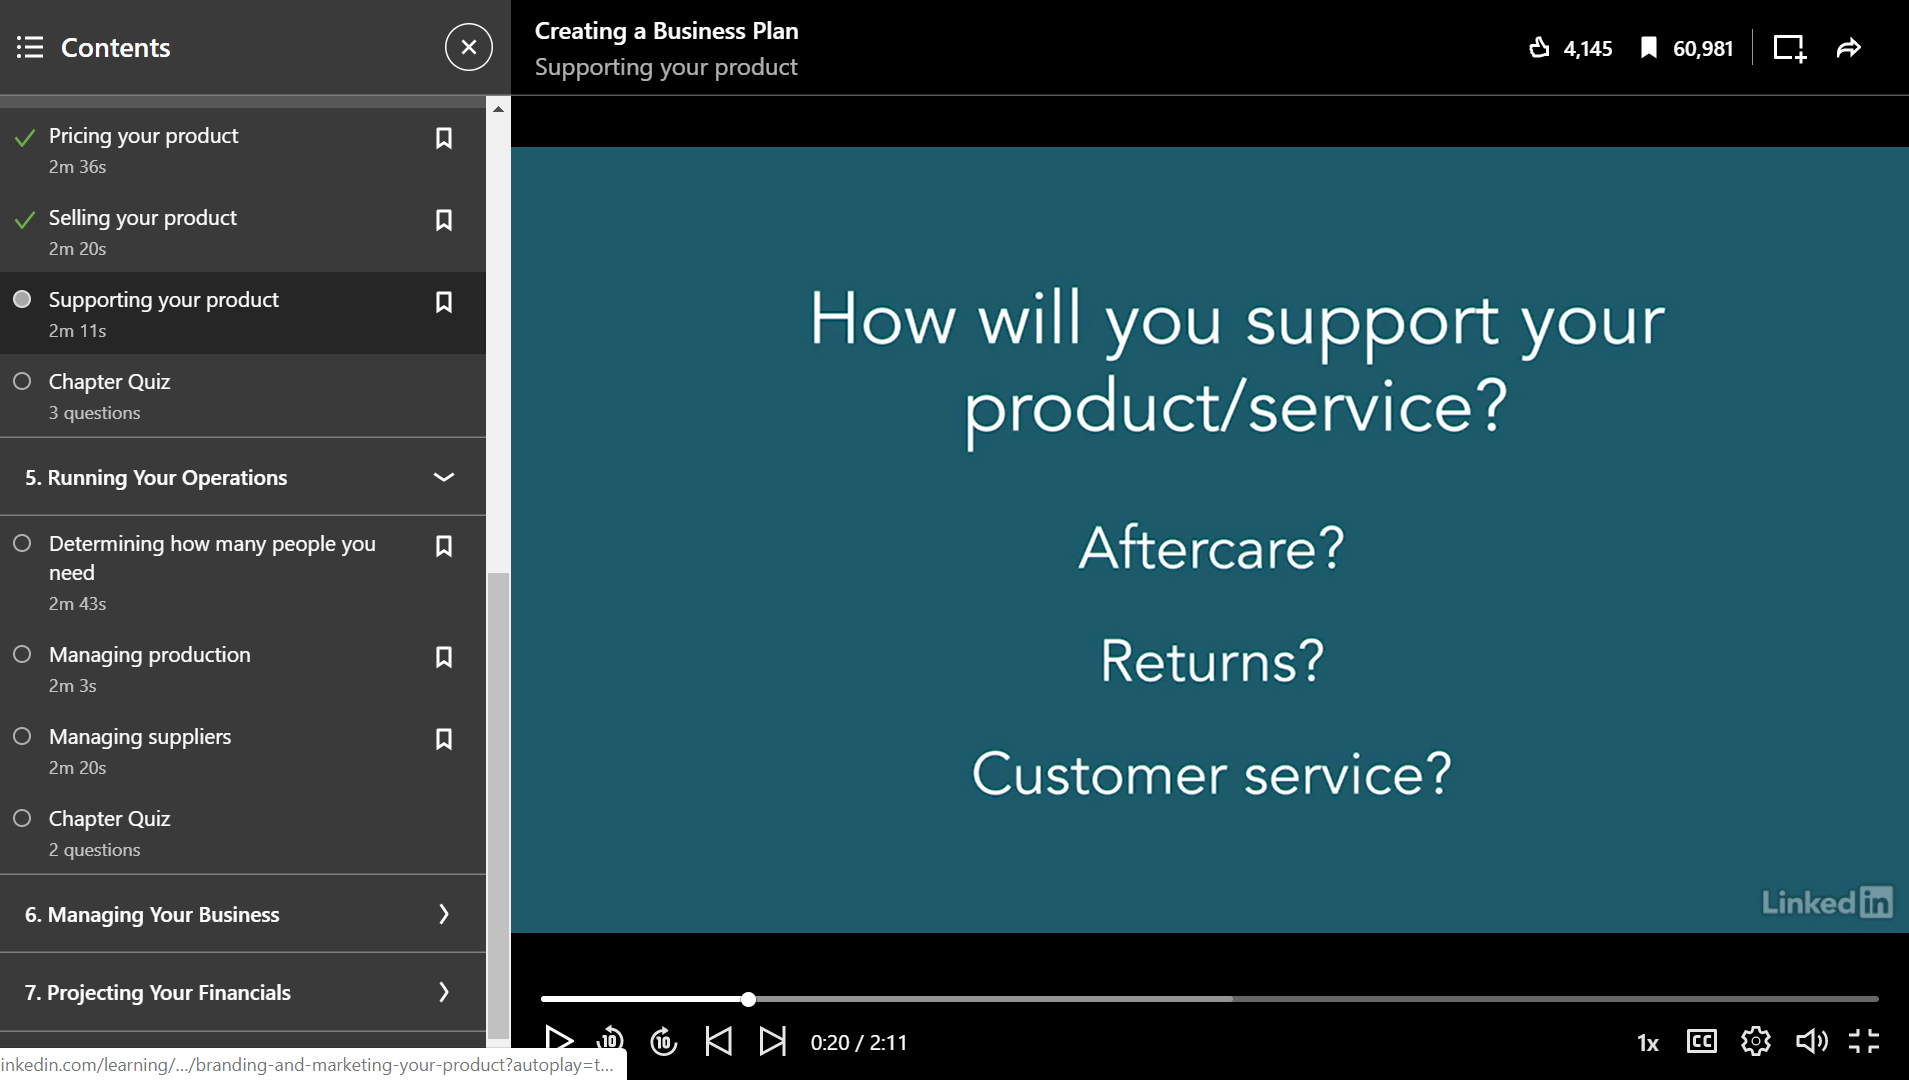 Contents
Creating a Business Plan
Supporting your product
4,145
60,981
Pricing your product
2m 36s
Selling your product
2m 20s
Supporting your product
2m 11s
Chapter Quiz
3 questions
5. Running Your Operations
Determining how many people you
need
2m 43s
Managing production
2m 3s
Managing suppliers
2m 20s
Chapter Quiz
2 questions
6. Managing Your Business
7. Projecting Your Financials
inkedin.com/learning/.../branding-and-marketing-your-product?autoplay=t...
How will you support your
product/service?
Aftercare?
Returns?
Customer service?
Linked in
10
10
0:20 / 2:11
1x
CC